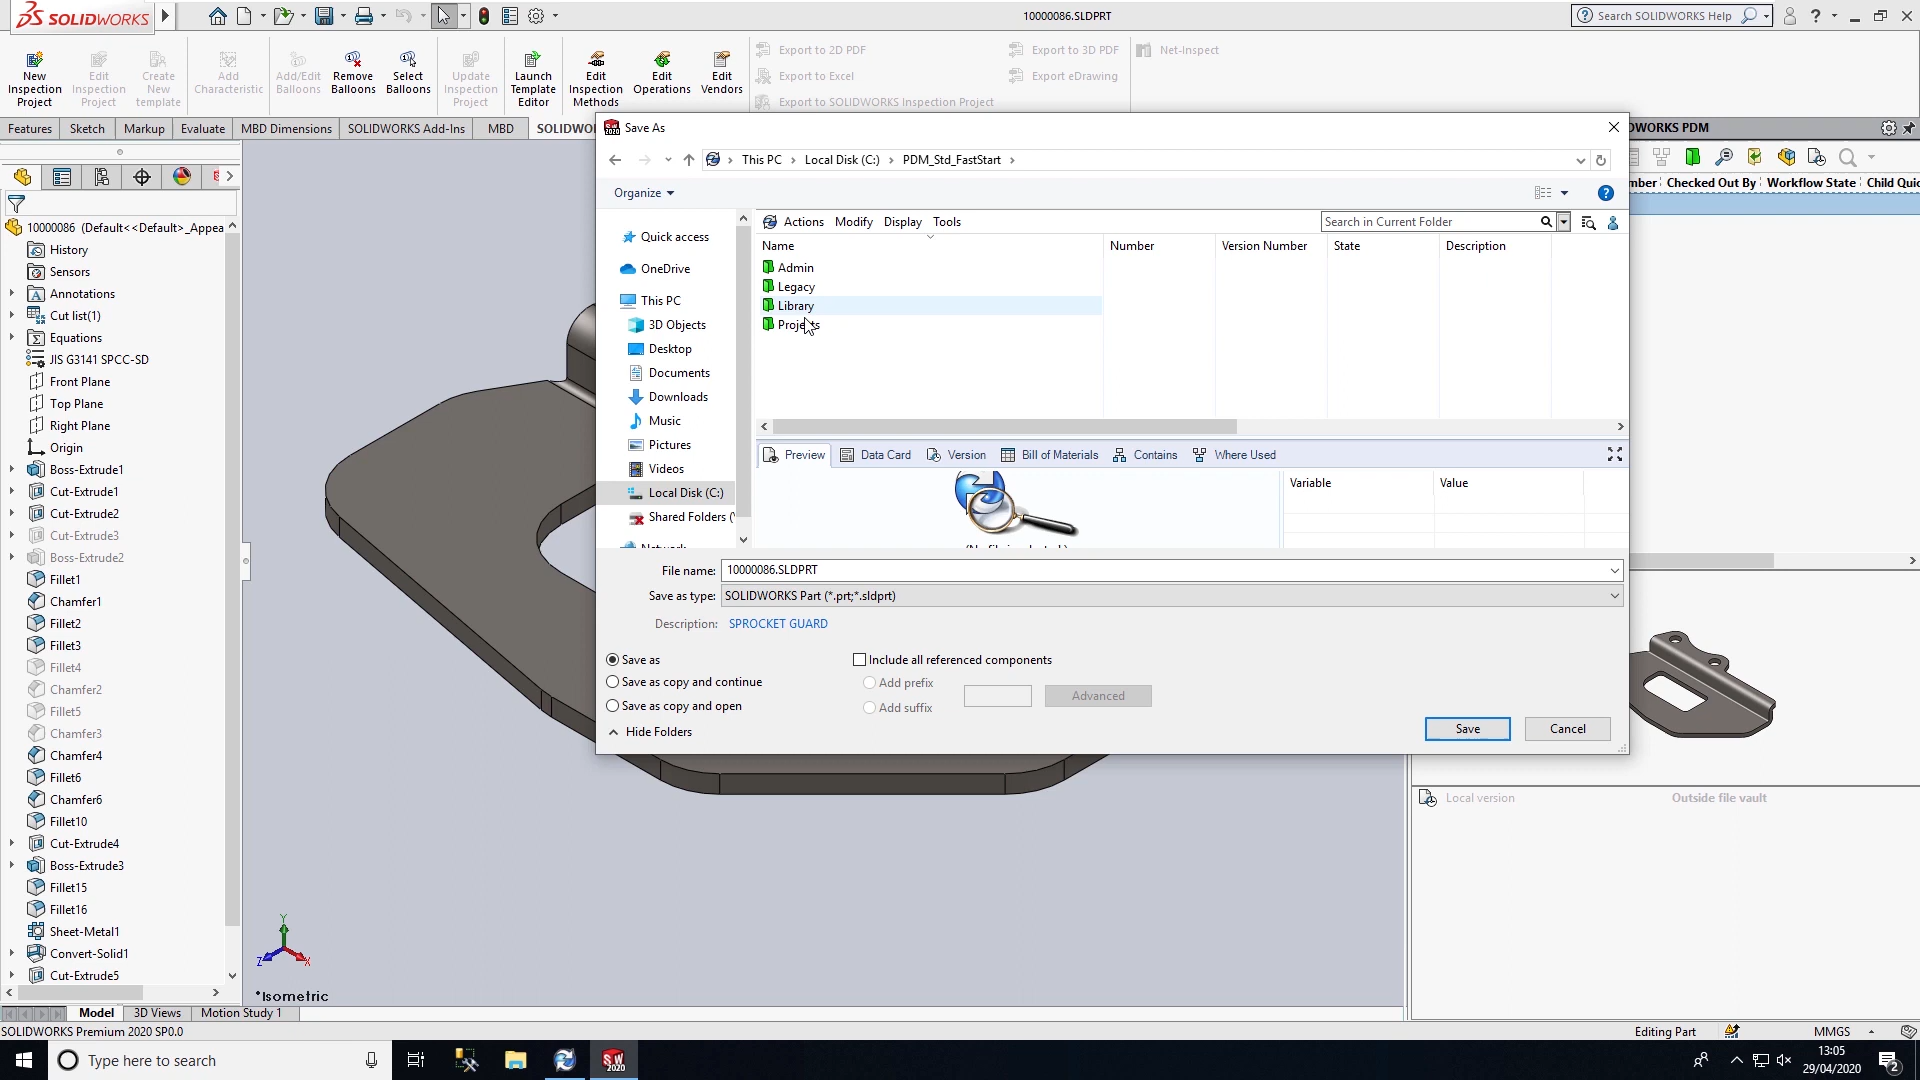 SOLIDWORKS
10000086.SLDPRT
Search SOLIDWORKS Help
New Inspection Project
Edit Inspection Project
Create New template
Add Characteristic
Add/Edit Balloons
Remove Balloons
Select Balloons
Update Inspection Project
Launch Template Editor
Edit Inspection Methods
Edit Operations
Edit Vendors
Export to 2D PDF
Export to Excel
Export to SOLIDWORKS Inspection Project
Export to 3D PDF
Export eDrawing
Net-Inspect
Features
Sketch
Markup
Evaluate
MBD Dimensions
SOLIDWORKS Add-Ins
MBD
SOLIDWO
10000086 (Default<<Default>_Appea
History
Sensors
Annotations
Cut list(1)
Equations
JIS G3141 SPCC-SD
Front Plane
Top Plane
Right Plane
Origin
Boss-Extrude1
Cut-Extrude1
Cut-Extrude2
Cut-Extrude3
Boss-Extrude2
Fillet1
Chamfer1
Fillet2
Fillet3
Fillet4
Chamfer2
Fillet5
Chamfer3
Chamfer4
Fillet6
Chamfer6
Fillet10
Cut-Extrude4
Boss-Extrude3
Fillet15
Fillet16
Sheet-Metal1
Convert-Solid1
Cut-Extrude5
Save As
This PC > Local Disk (C:) > PDM_Std_FastStart >
Organize
Quick access
OneDrive
This PC
3D Objects
Desktop
Documents
Downloads
Music
Pictures
Videos
Local Disk (C:)
Shared Folders (
Actions Modify Display Tools
Search in Current Folder
Name Number Version Number State Description
Admin
Legacy
Library
Projects
Preview Data Card Version Bill of Materials Contains Where Used
Variable Value
File name: 10000086.SLDPRT
Save as type: SOLIDWORKS Part (*.prt;*.sldprt)
Description: SPROCKET GUARD
Save as
Save as copy and continue
Save as copy and open
Include all referenced components
Add prefix
Add suffix
Advanced
Hide Folders
Save
Cancel
DWORKS PDM
mber Checked Out By Workflow State Child Quic
Local version Outside file vault
Y
Z
X
*Isometric
Model
3D Views
Motion Study 1
SOLIDWORKS Premium 2020 SP0.0
Editing Part
MMGS
Type here to search
SW 2020
13:05
29/04/2020
2